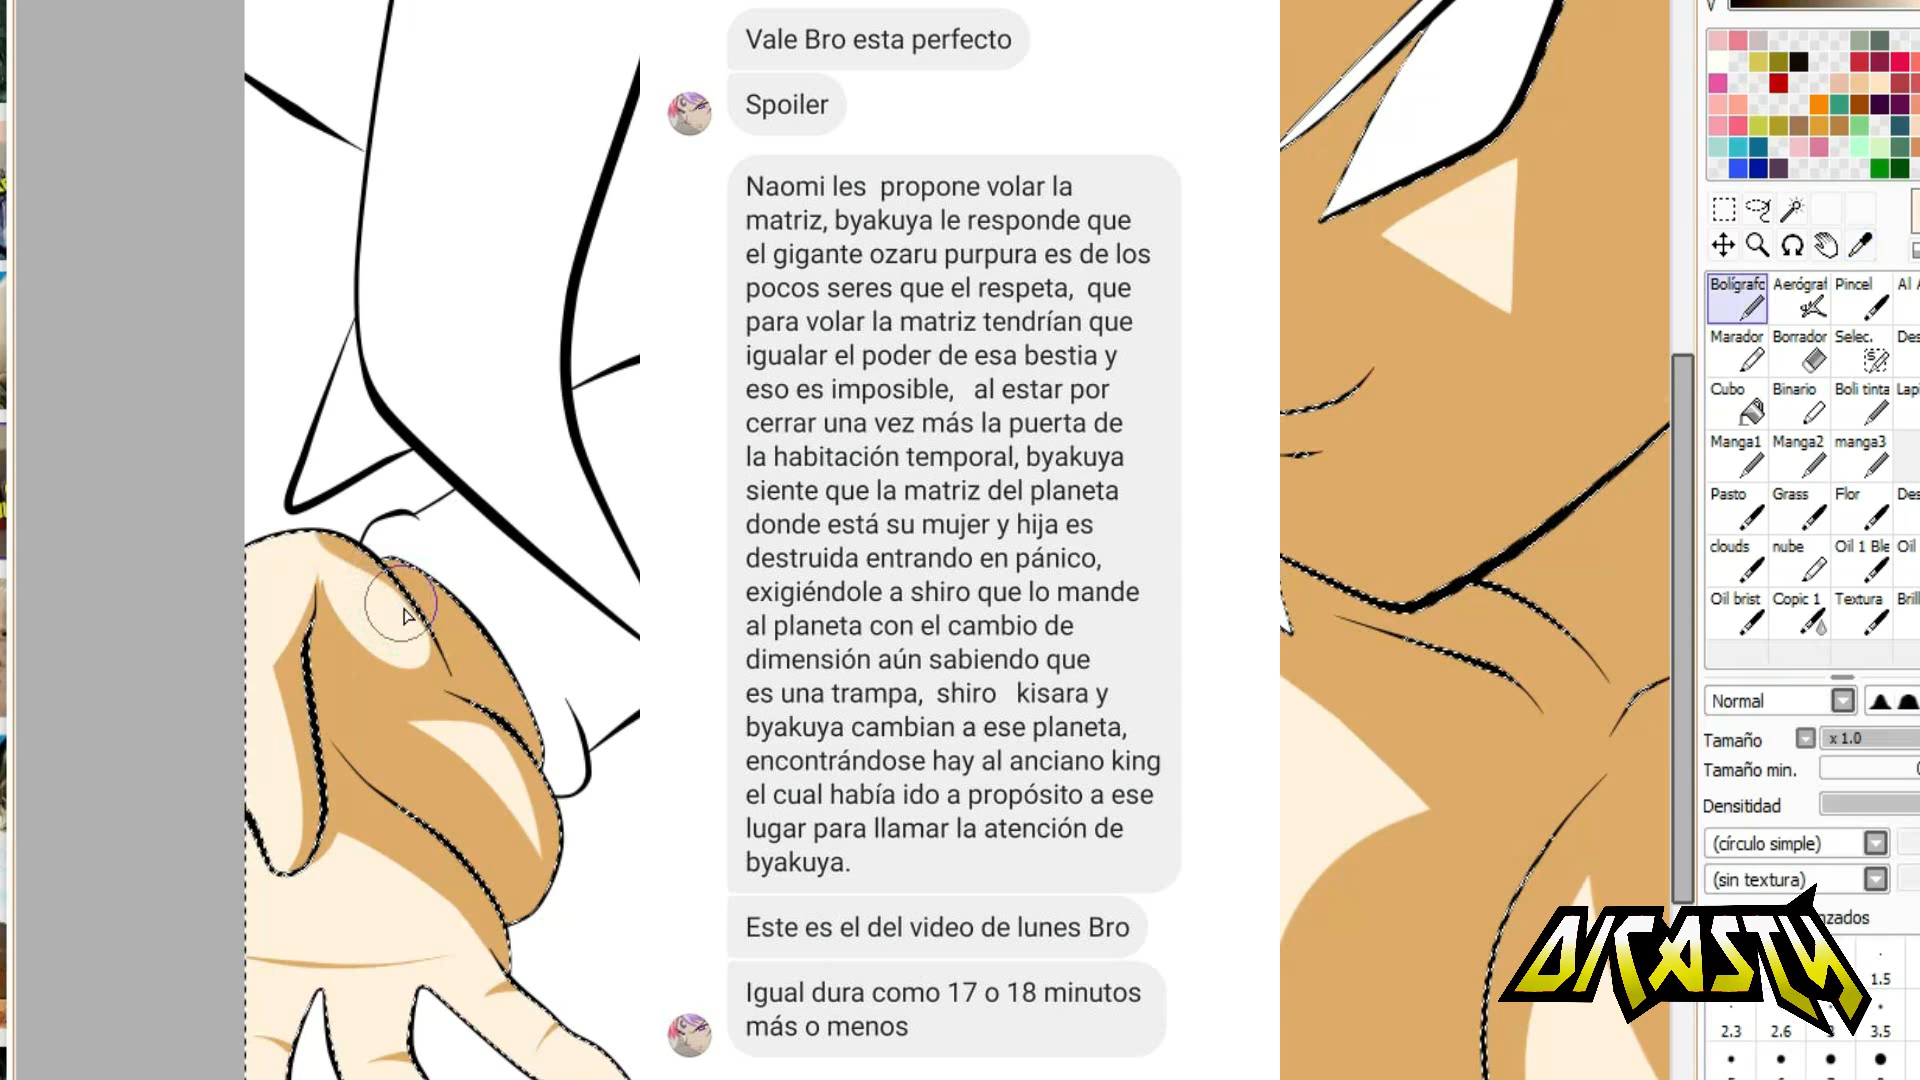 Vale Bro esta perfecto
Spoiler
Naomi les  propone volar la
matriz, byakuya le responde que
el gigante ozaru purpura es de los
pocos seres que el respeta,  que
para volar la matriz tendrían que
igualar el poder de esa bestia y
eso es imposible,   al estar por
cerrar una vez más la puerta de
la habitación temporal, byakuya
siente que la matriz del planeta
donde está su mujer y hija es
destruida entrando en pánico,
exigiéndole a shiro que lo mande
al planeta con el cambio de
dimensión aún sabiendo que
es una trampa,  shiro   kisara y
byakuya cambian a ese planeta,
encontrándose hay al anciano king
el cual había ido a propósito a ese
lugar para llamar la atención de
byakuya.
Este es el del video de lunes Bro
Igual dura como 17 o 18 minutos
más o menos
V
Bolígrafo Aerógraf Pincel Al A
Marador Borrador Selec. Des
Cubo Binario Boli tinta Lapi
Manga1 Manga2 manga3
Pasto Grass Flor Des
clouds nube Oil 1 Ble Oil
Oil brist Copic 1 Textura Bril
Normal
Tamaño x 1.0
Tamaño min.
Densitidad
(círculo simple)
(sin textura)
nzados
DICASTY
1.5
2.3 2.6 3 3.5